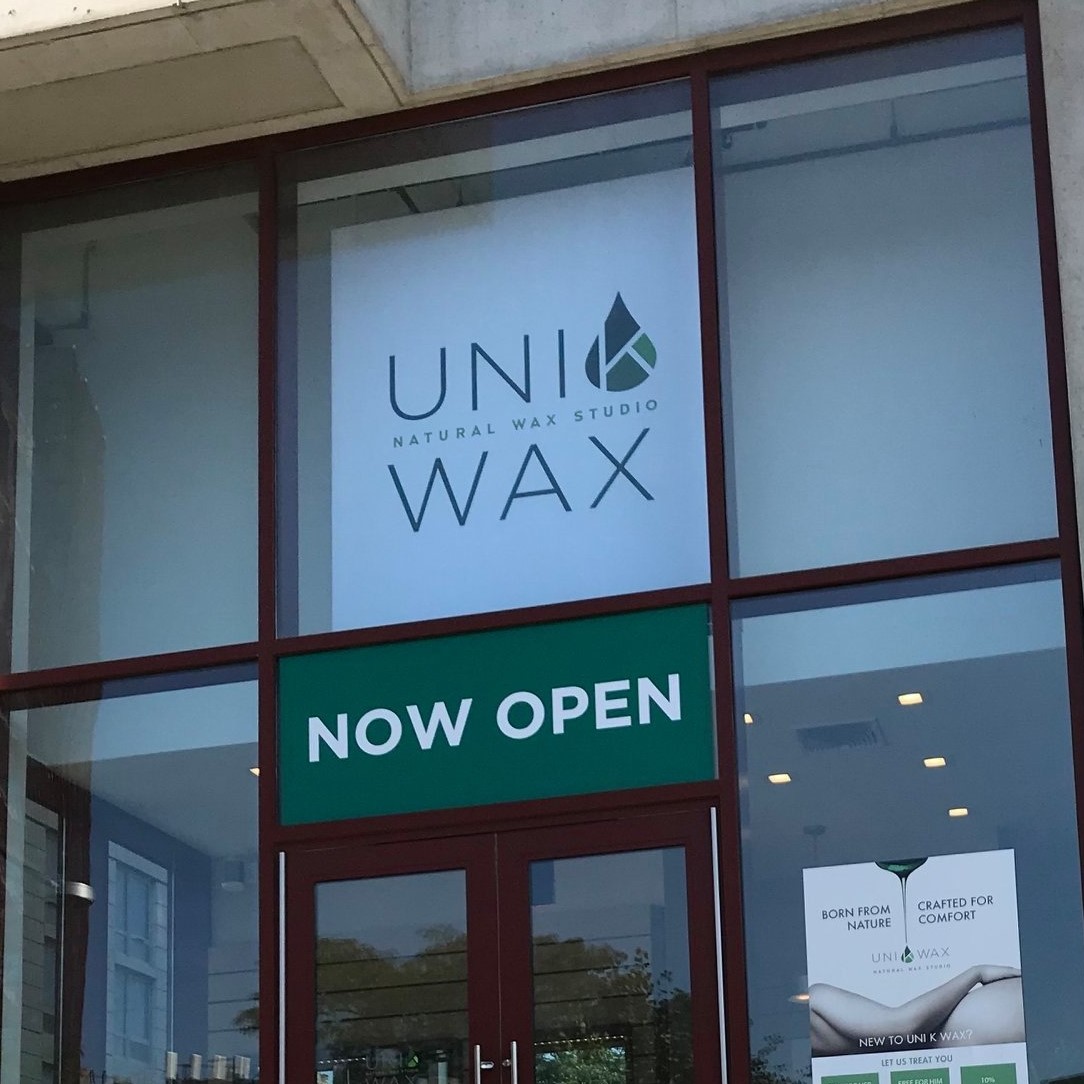 UNI K
NATURAL WAX STUDIO
WAX
NOW OPEN
BORN FROM
NATURE
CRAFTED FOR
COMFORT
UNI K WAX
NATURAL WAX STUDIO
NEW TO UNI K WAX?
LET US TREAT YOU
FREE FOR HIM
10%